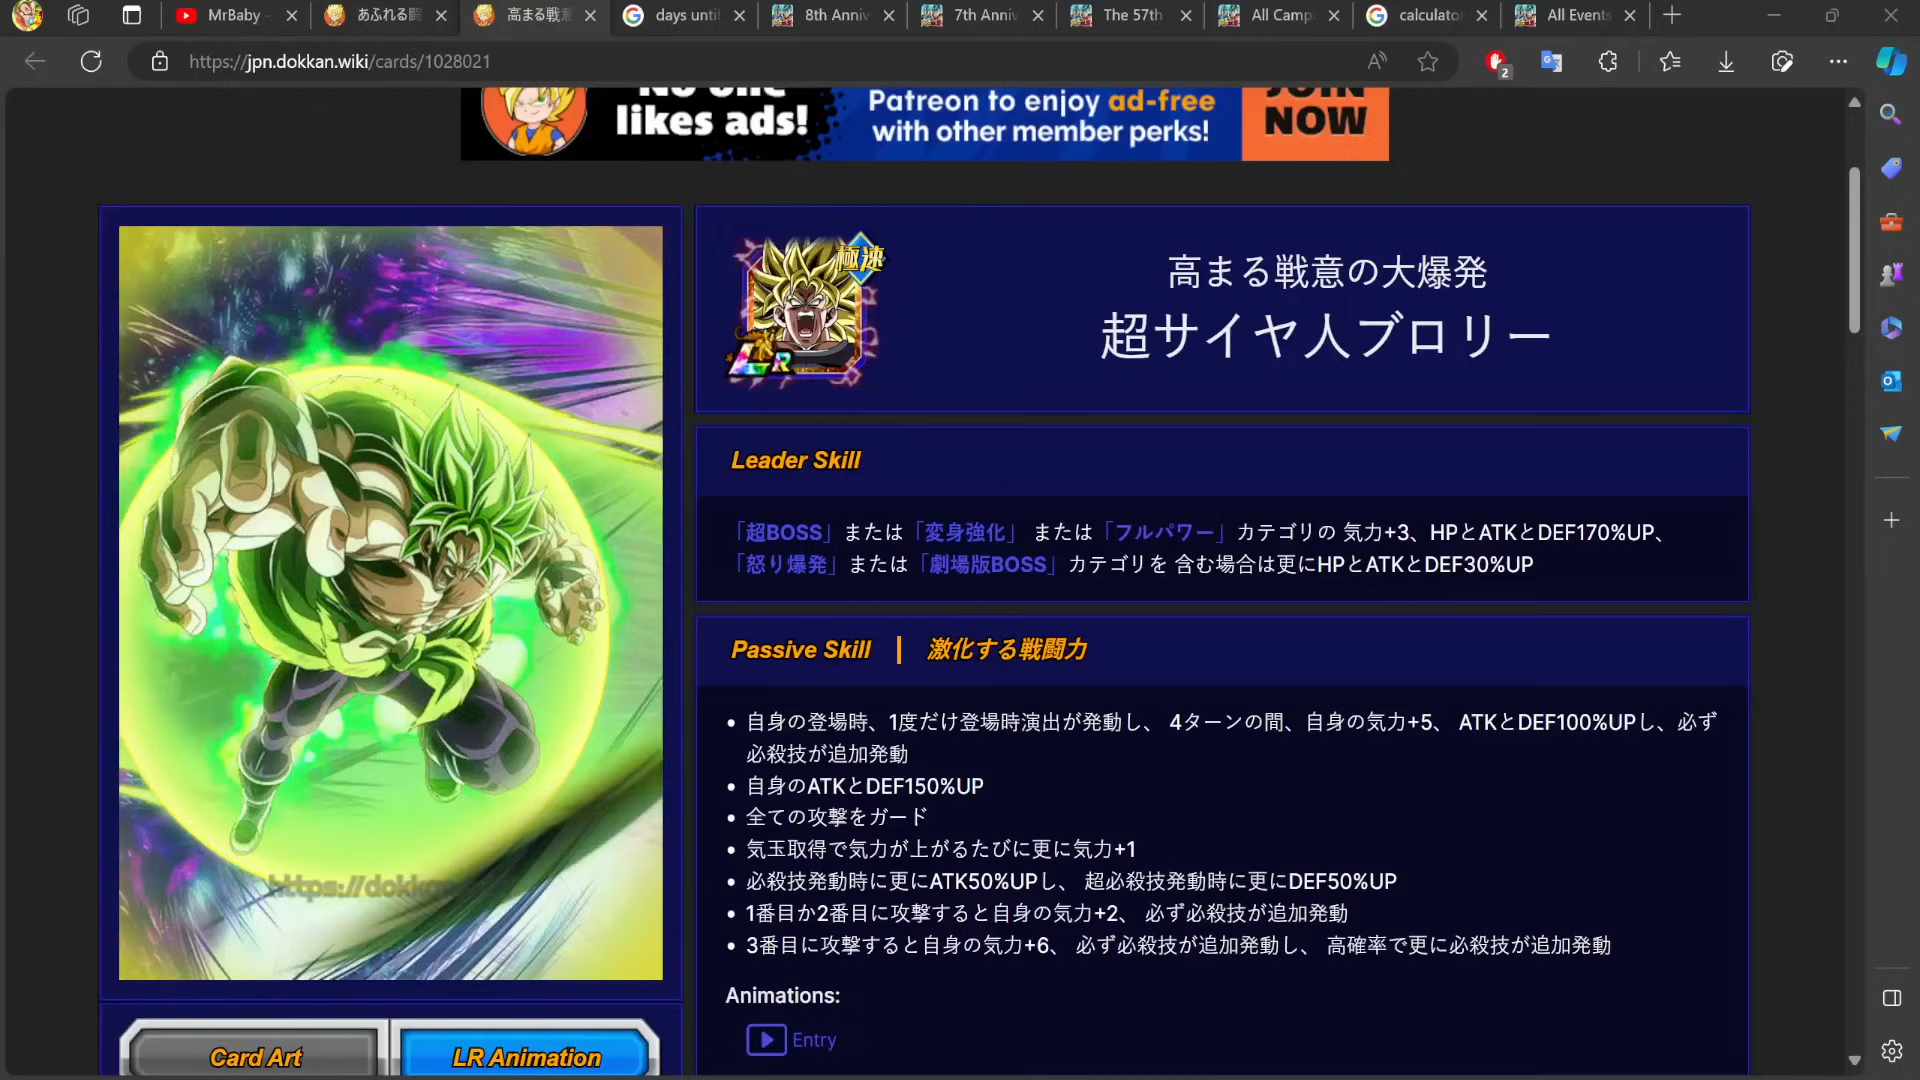 MrBaby
あふれる闘
高まる戦意
days until
8th Anniv
7th Anniv
The 57th
All Camp
calculator
All Events
https://jpn.dokkan.wiki/cards/1028021
2
No one
likes ads!
Patreon to enjoy ad-free
with other member perks!
JOIN
NOW
極速
LR
高まる戦意の大爆発
超サイヤ人ブロリー
Leader Skill
「超BOSS」または「変身強化」 または「フルパワー」カテゴリの 気力+3、HPとATKとDEF170%UP、
「怒り爆発」または「劇場版BOSS」カテゴリを 含む場合は更にHPとATKとDEF30%UP
Passive Skill | 激化する戦闘力
• 自身の登場時、1度だけ登場時演出が発動し、 4ターンの間、自身の気力+5、 ATKとDEF100%UPし、必ず
必殺技が追加発動
• 自身のATKとDEF150%UP
• 全ての攻撃をガード
• 気玉取得で気力が上がるたびに更に気力+1
• 必殺技発動時に更にATK50%UPし、 超必殺技発動時に更にDEF50%UP
• 1番目か2番目に攻撃すると自身の気力+2、 必ず必殺技が追加発動
• 3番目に攻撃すると自身の気力+6、 必ず必殺技が追加発動し、 高確率で更に必殺技が追加発動
Animations:
Entry
https://dokka
Card Art
LR Animation